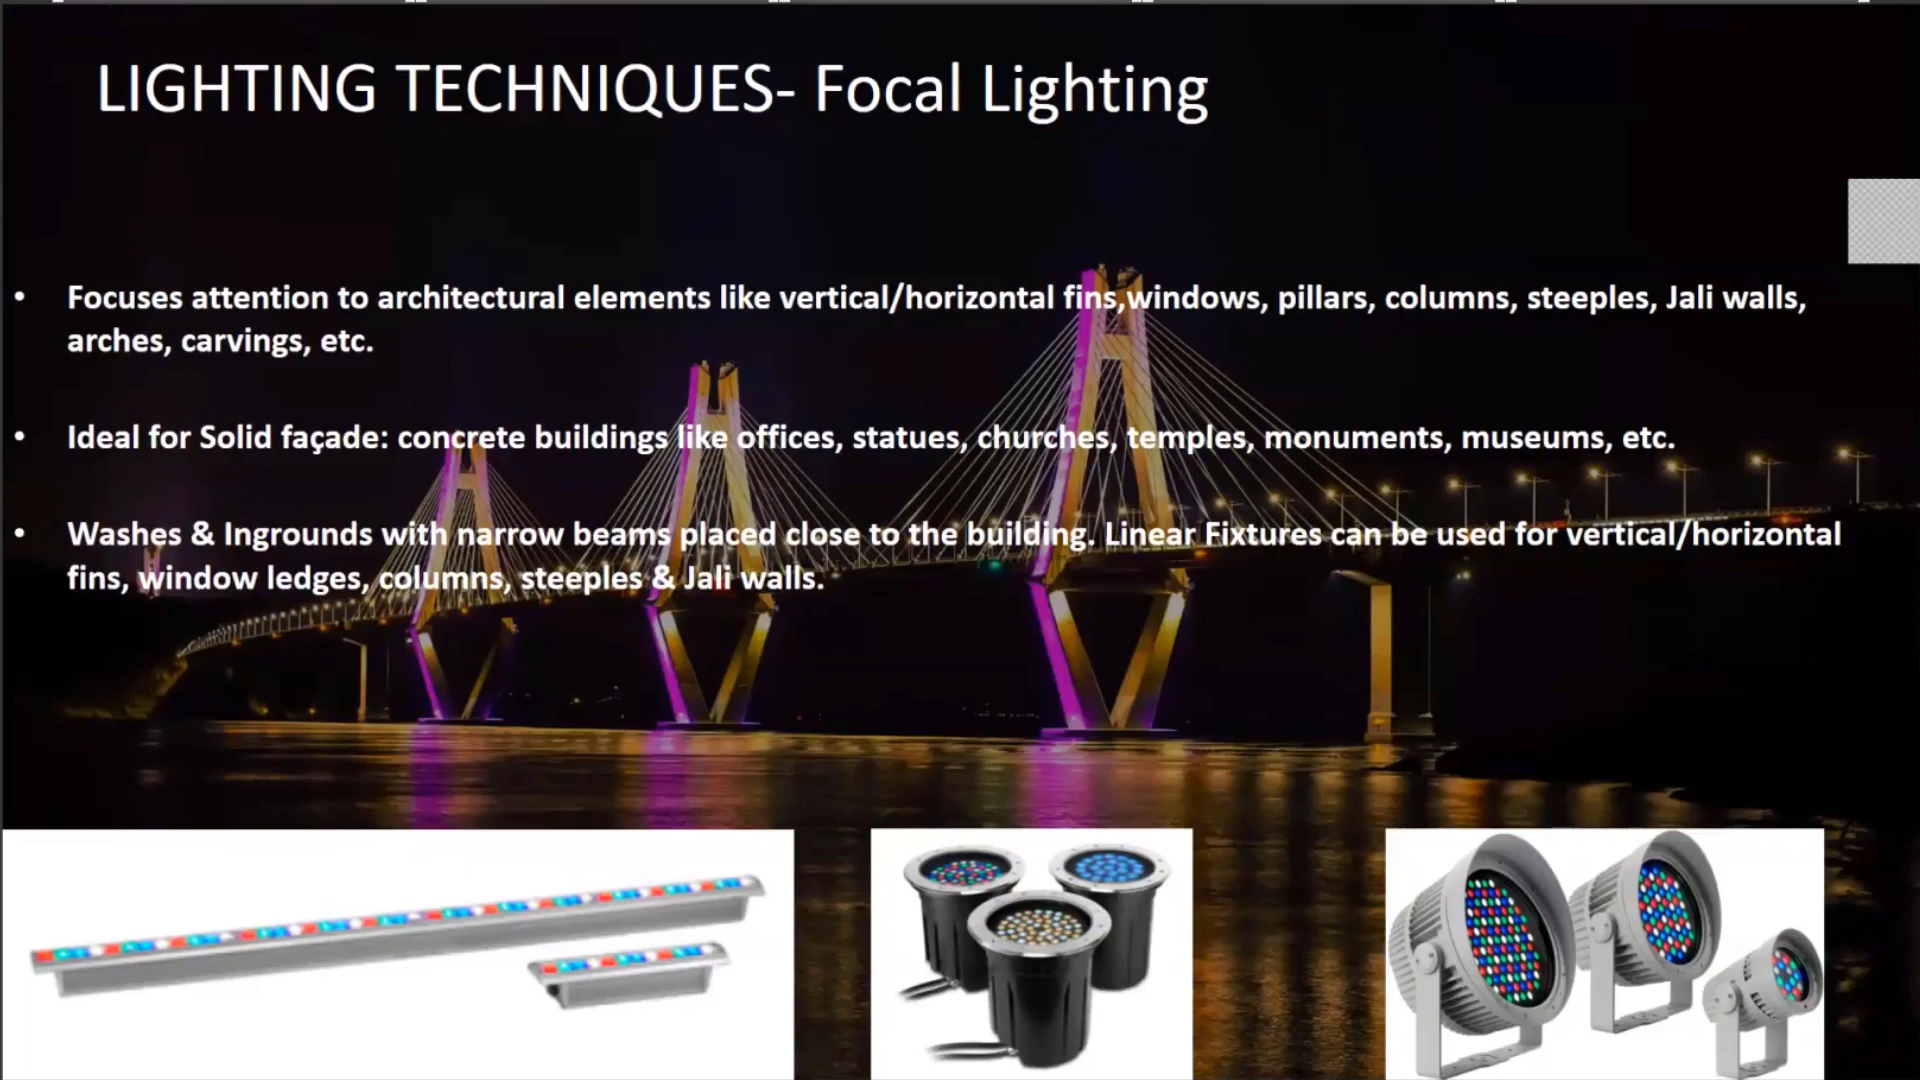 LIGHTING TECHNIQUES- Focal Lighting
• Focuses attention to architectural elements like vertical/horizontal fins,windows, pillars, columns, steeples, Jali walls,
arches, carvings, etc.
• Ideal for Solid façade: concrete buildings like offices, statues, churches, temples, monuments, museums, etc.
• Washes & Ingrounds with narrow beams placed close to the building. Linear Fixtures can be used for vertical/horizontal
fins, window ledges, columns, steeples & Jali walls.